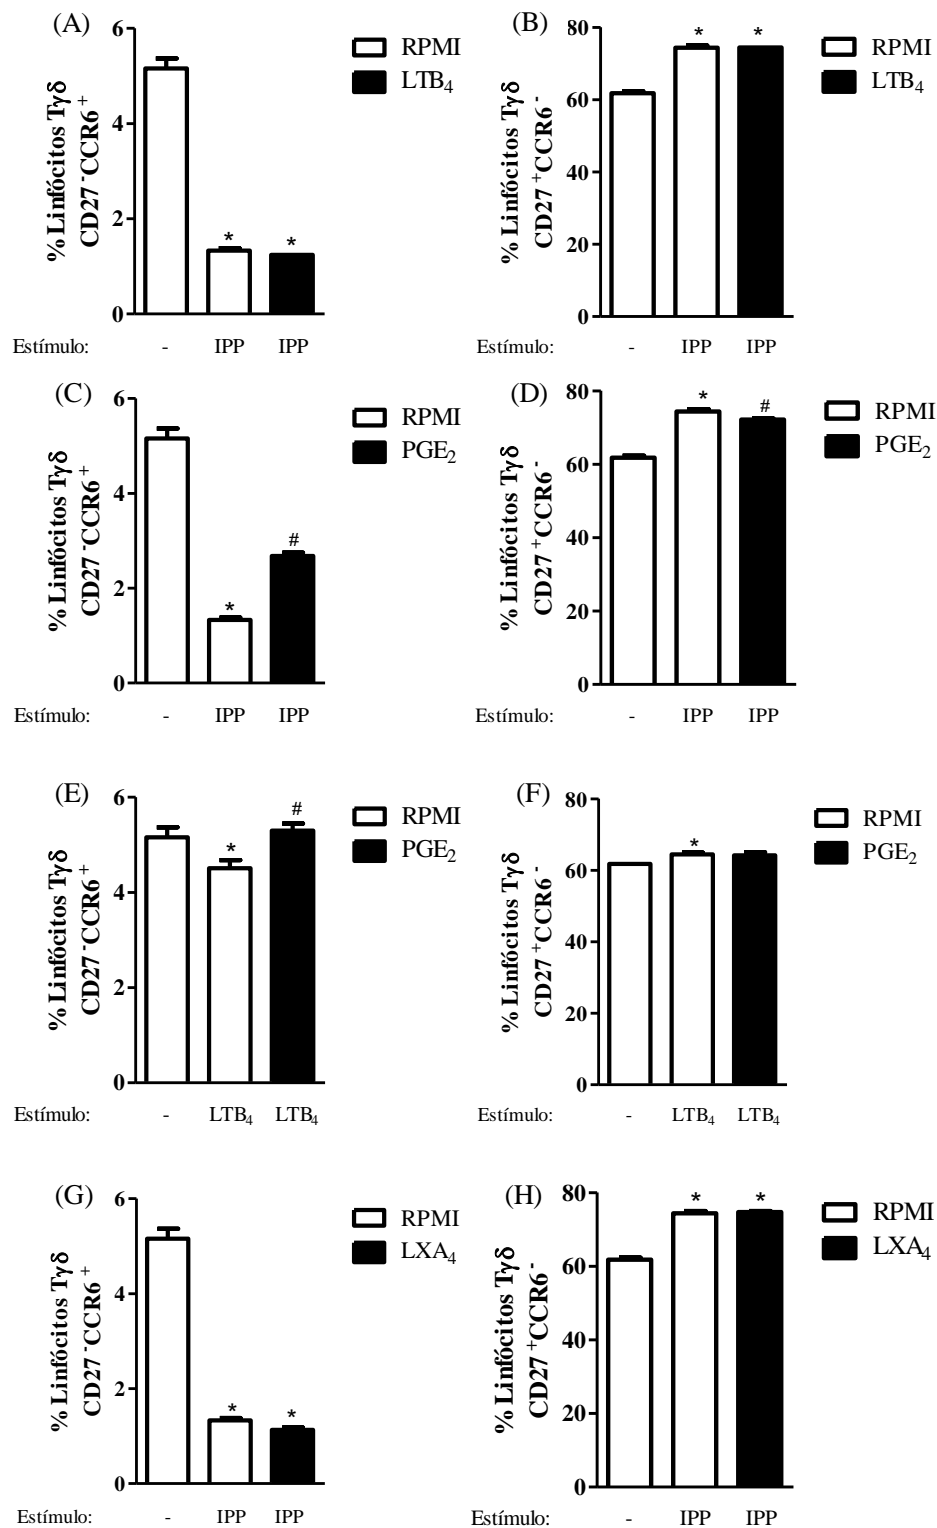 (A)
% Linfócitos Tγδ
CD27⁻CCR6⁺
6
4
2
0
RPMI
LTB₄
*
*
Estímulo: - IPP IPP
(B)
% Linfócitos Tγδ
CD27⁺CCR6⁻
80
60
40
20
0
RPMI
LTB₄
*
*
- IPP IPP
(C)
% Linfócitos Tγδ
CD27⁻CCR6⁺
6
4
2
0
RPMI
PGE₂
*
#
Estímulo: - IPP IPP
(D)
% Linfócitos Tγδ
CD27⁺CCR6⁻
80
60
40
20
0
RPMI
PGE₂
*
#
- IPP IPP
(E)
% Linfócitos Tγδ
CD27⁻CCR6⁺
6
4
2
0
RPMI
PGE₂
*
#
Estímulo: - LTB₄ LTB₄
(F)
% Linfócitos Tγδ
CD27⁺CCR6⁻
80
60
40
20
0
RPMI
PGE₂
*
Estímulo: - LTB₄ LTB₄
(G)
% Linfócitos Tγδ
CD27⁻CCR6⁺
6
4
2
0
RPMI
LXA₄
*
*
Estímulo: - IPP IPP
(H)
% Linfócitos Tγδ
CD27⁺CCR6⁻
80
60
40
20
0
RPMI
LXA₄
*
*
Estímulo: - IPP IPP